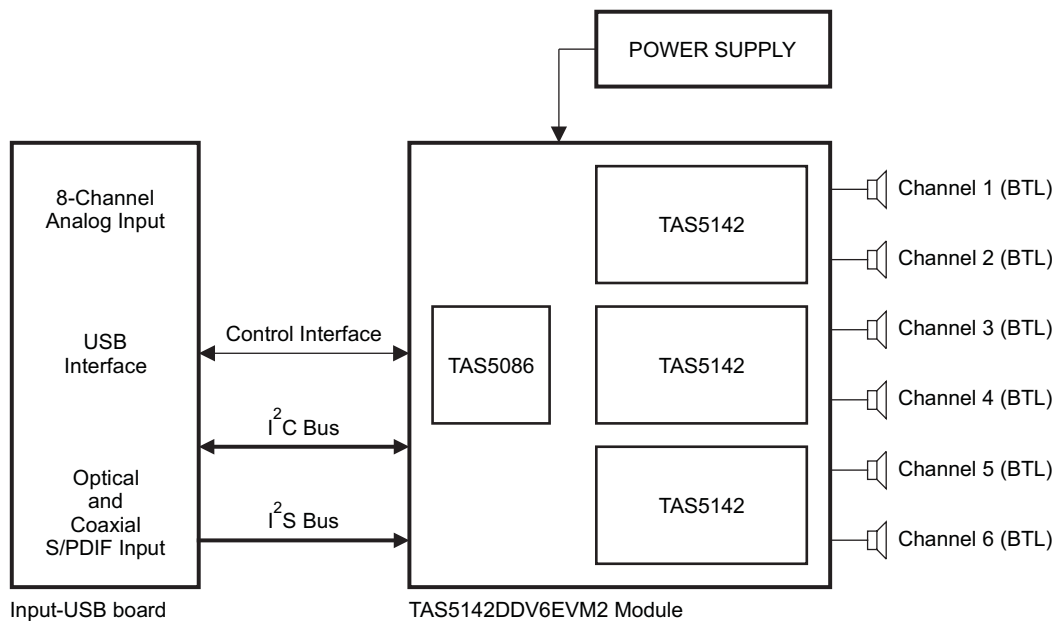 POWER SUPPLY
8-Channel
Analog Input
USB
Interface
Optical
and
Coaxial
S/PDIF Input
Input-USB board
Control Interface
I²C Bus
I²S Bus
TAS5086
TAS5142
TAS5142
TAS5142
TAS5142DDV6EVM2 Module
Channel 1 (BTL)
Channel 2 (BTL)
Channel 3 (BTL)
Channel 4 (BTL)
Channel 5 (BTL)
Channel 6 (BTL)